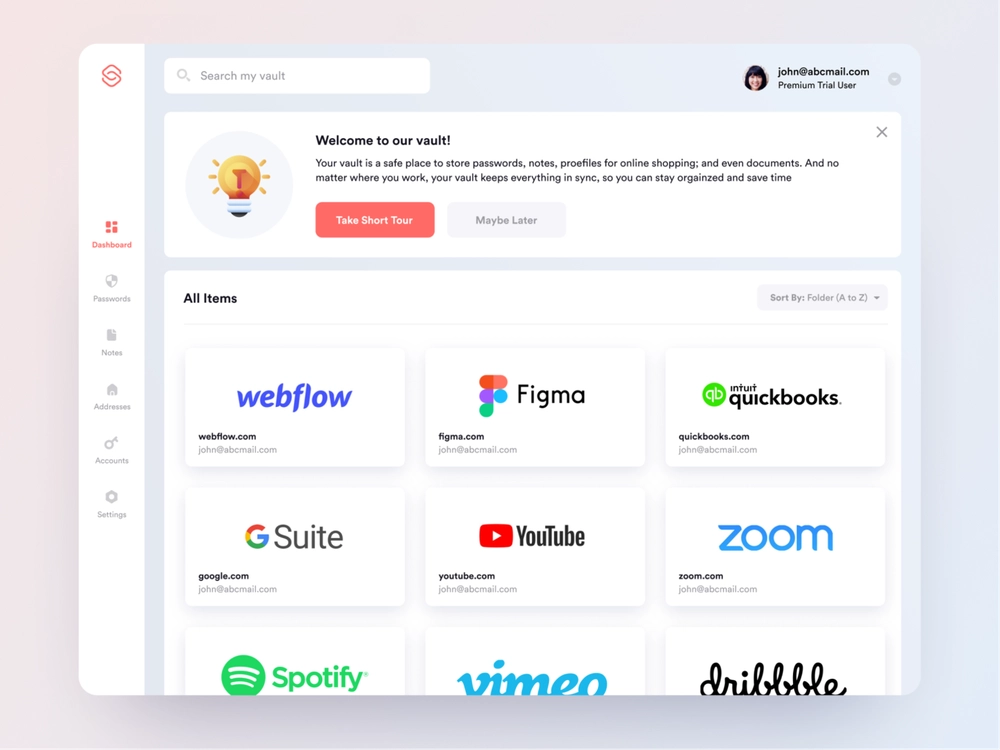 Search my vault
john@abcmail.com
Premium Trial User
Welcome to our vault!
Your vault is a safe place to store passwords, notes, proefiles for online shopping; and even documents. And no
matter where you work, your vault keeps everything in sync, so you can stay orgainzed and save time
Take Short Tour
Maybe Later
Dashboard
Passwords
Notes
Addresses
Accounts
Settings
All Items
Sort By: Folder (A to Z)
webflow
webflow.com
john@abcmail.com
Figma
figma.com
john@abcmail.com
qb intuit quickbooks.
quickbooks.com
john@abcmail.com
G Suite
google.com
john@abcmail.com
YouTube
youtube.com
john@abcmail.com
zoom
zoom.com
john@abcmail.com
Spotify®
vimeo
dribbble